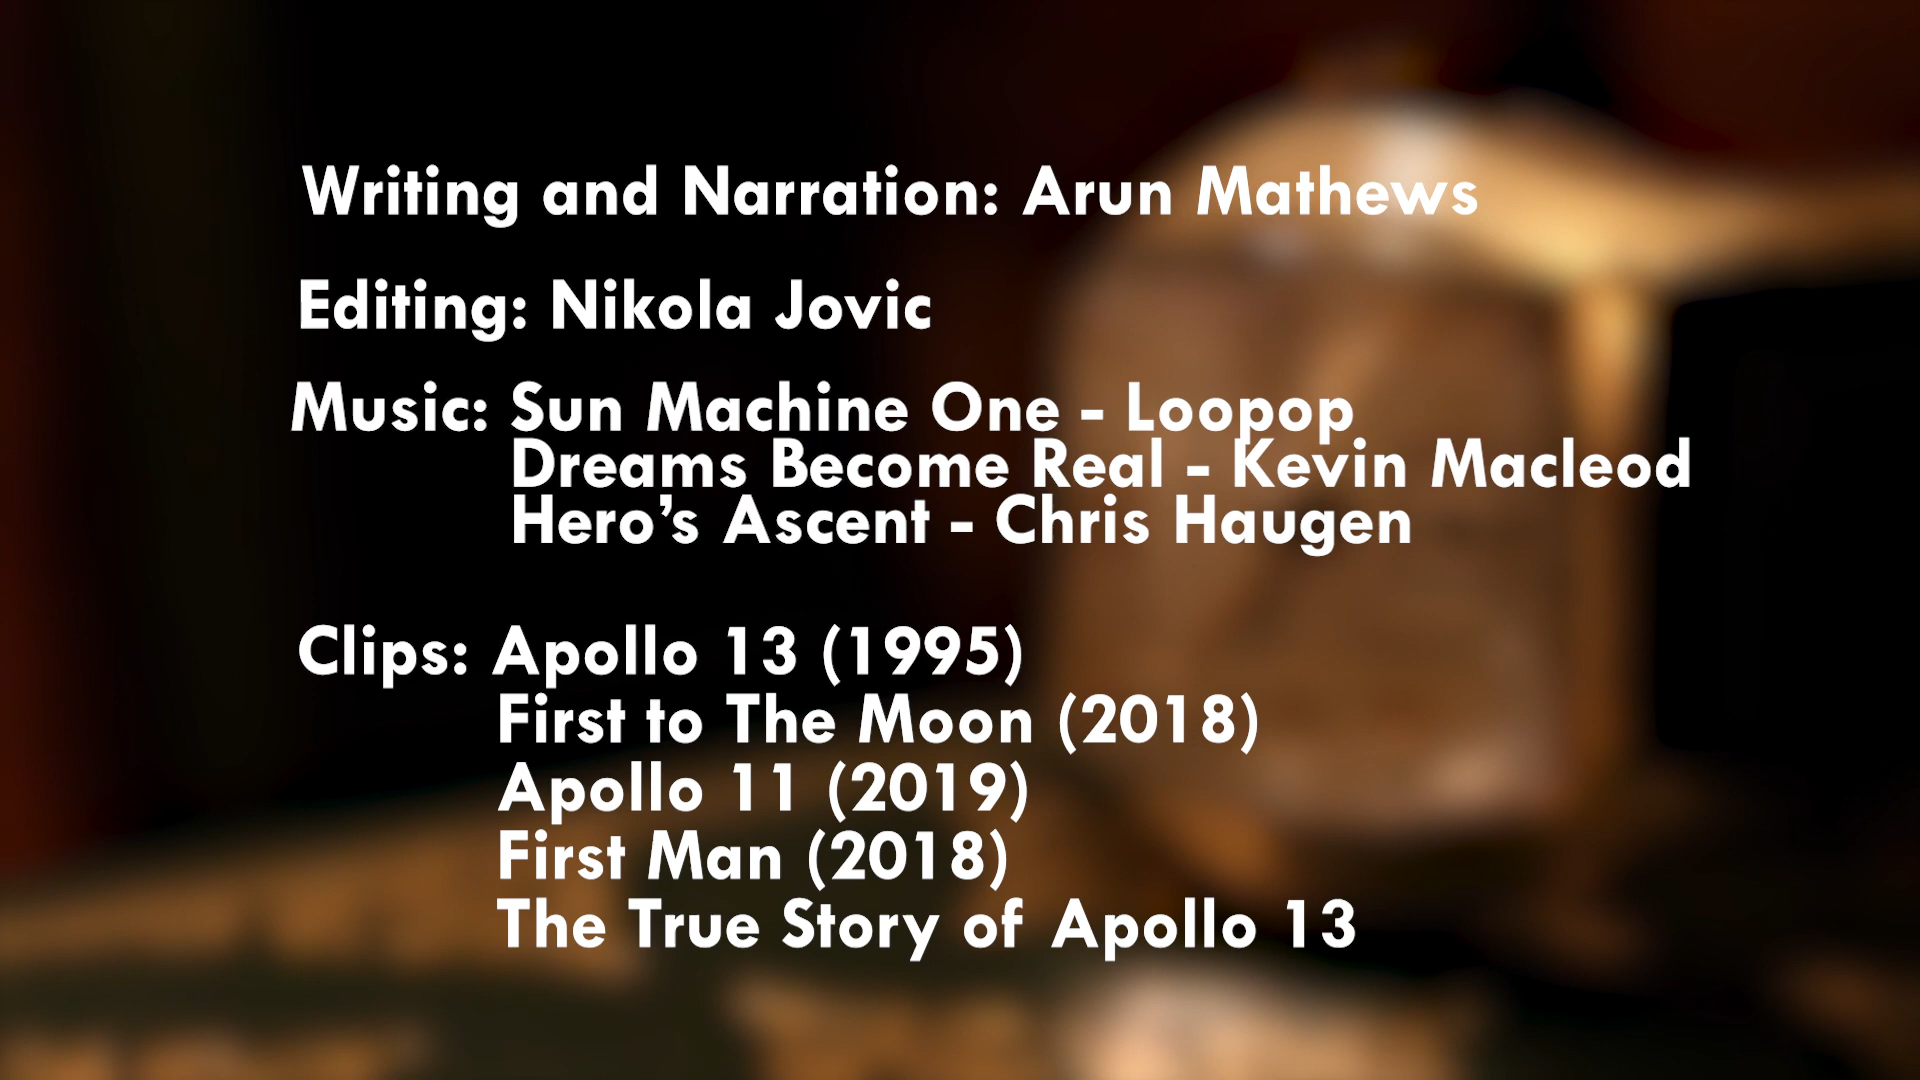 Writing and Narration: Arun Mathews
Editing: Nikola Jovic
Music: Sun Machine One - Loopop
Dreams Become Real - Kevin Macleod
Hero’s Ascent - Chris Haugen
Clips: Apollo 13 (1995)
First to The Moon (2018)
Apollo 11 (2019)
First Man (2018)
The True Story of Apollo 13